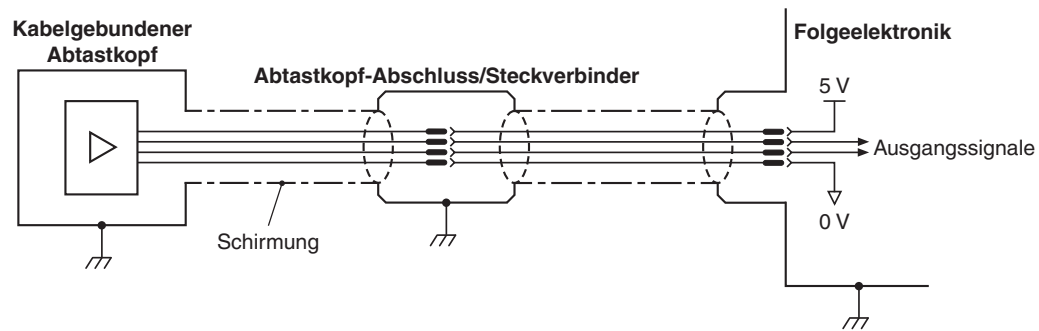 Kabelgebundener
Abtastkopf
Abtastkopf-Abschluss/Steckverbinder
Folgeelektronik
5 V
Ausgangssignale
0 V
Schirmung